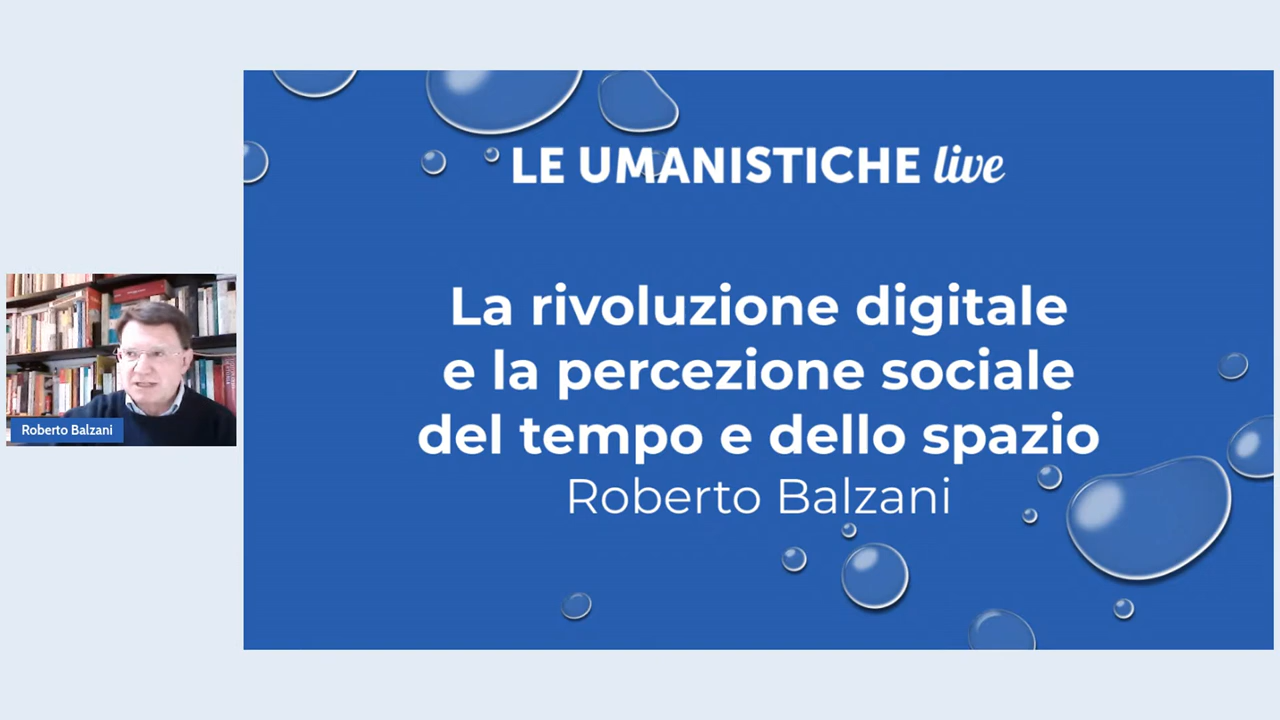 LE UMANISTICHE live
La rivoluzione digitale
e la percezione sociale
del tempo e dello spazio
Roberto Balzani
Roberto Balzani